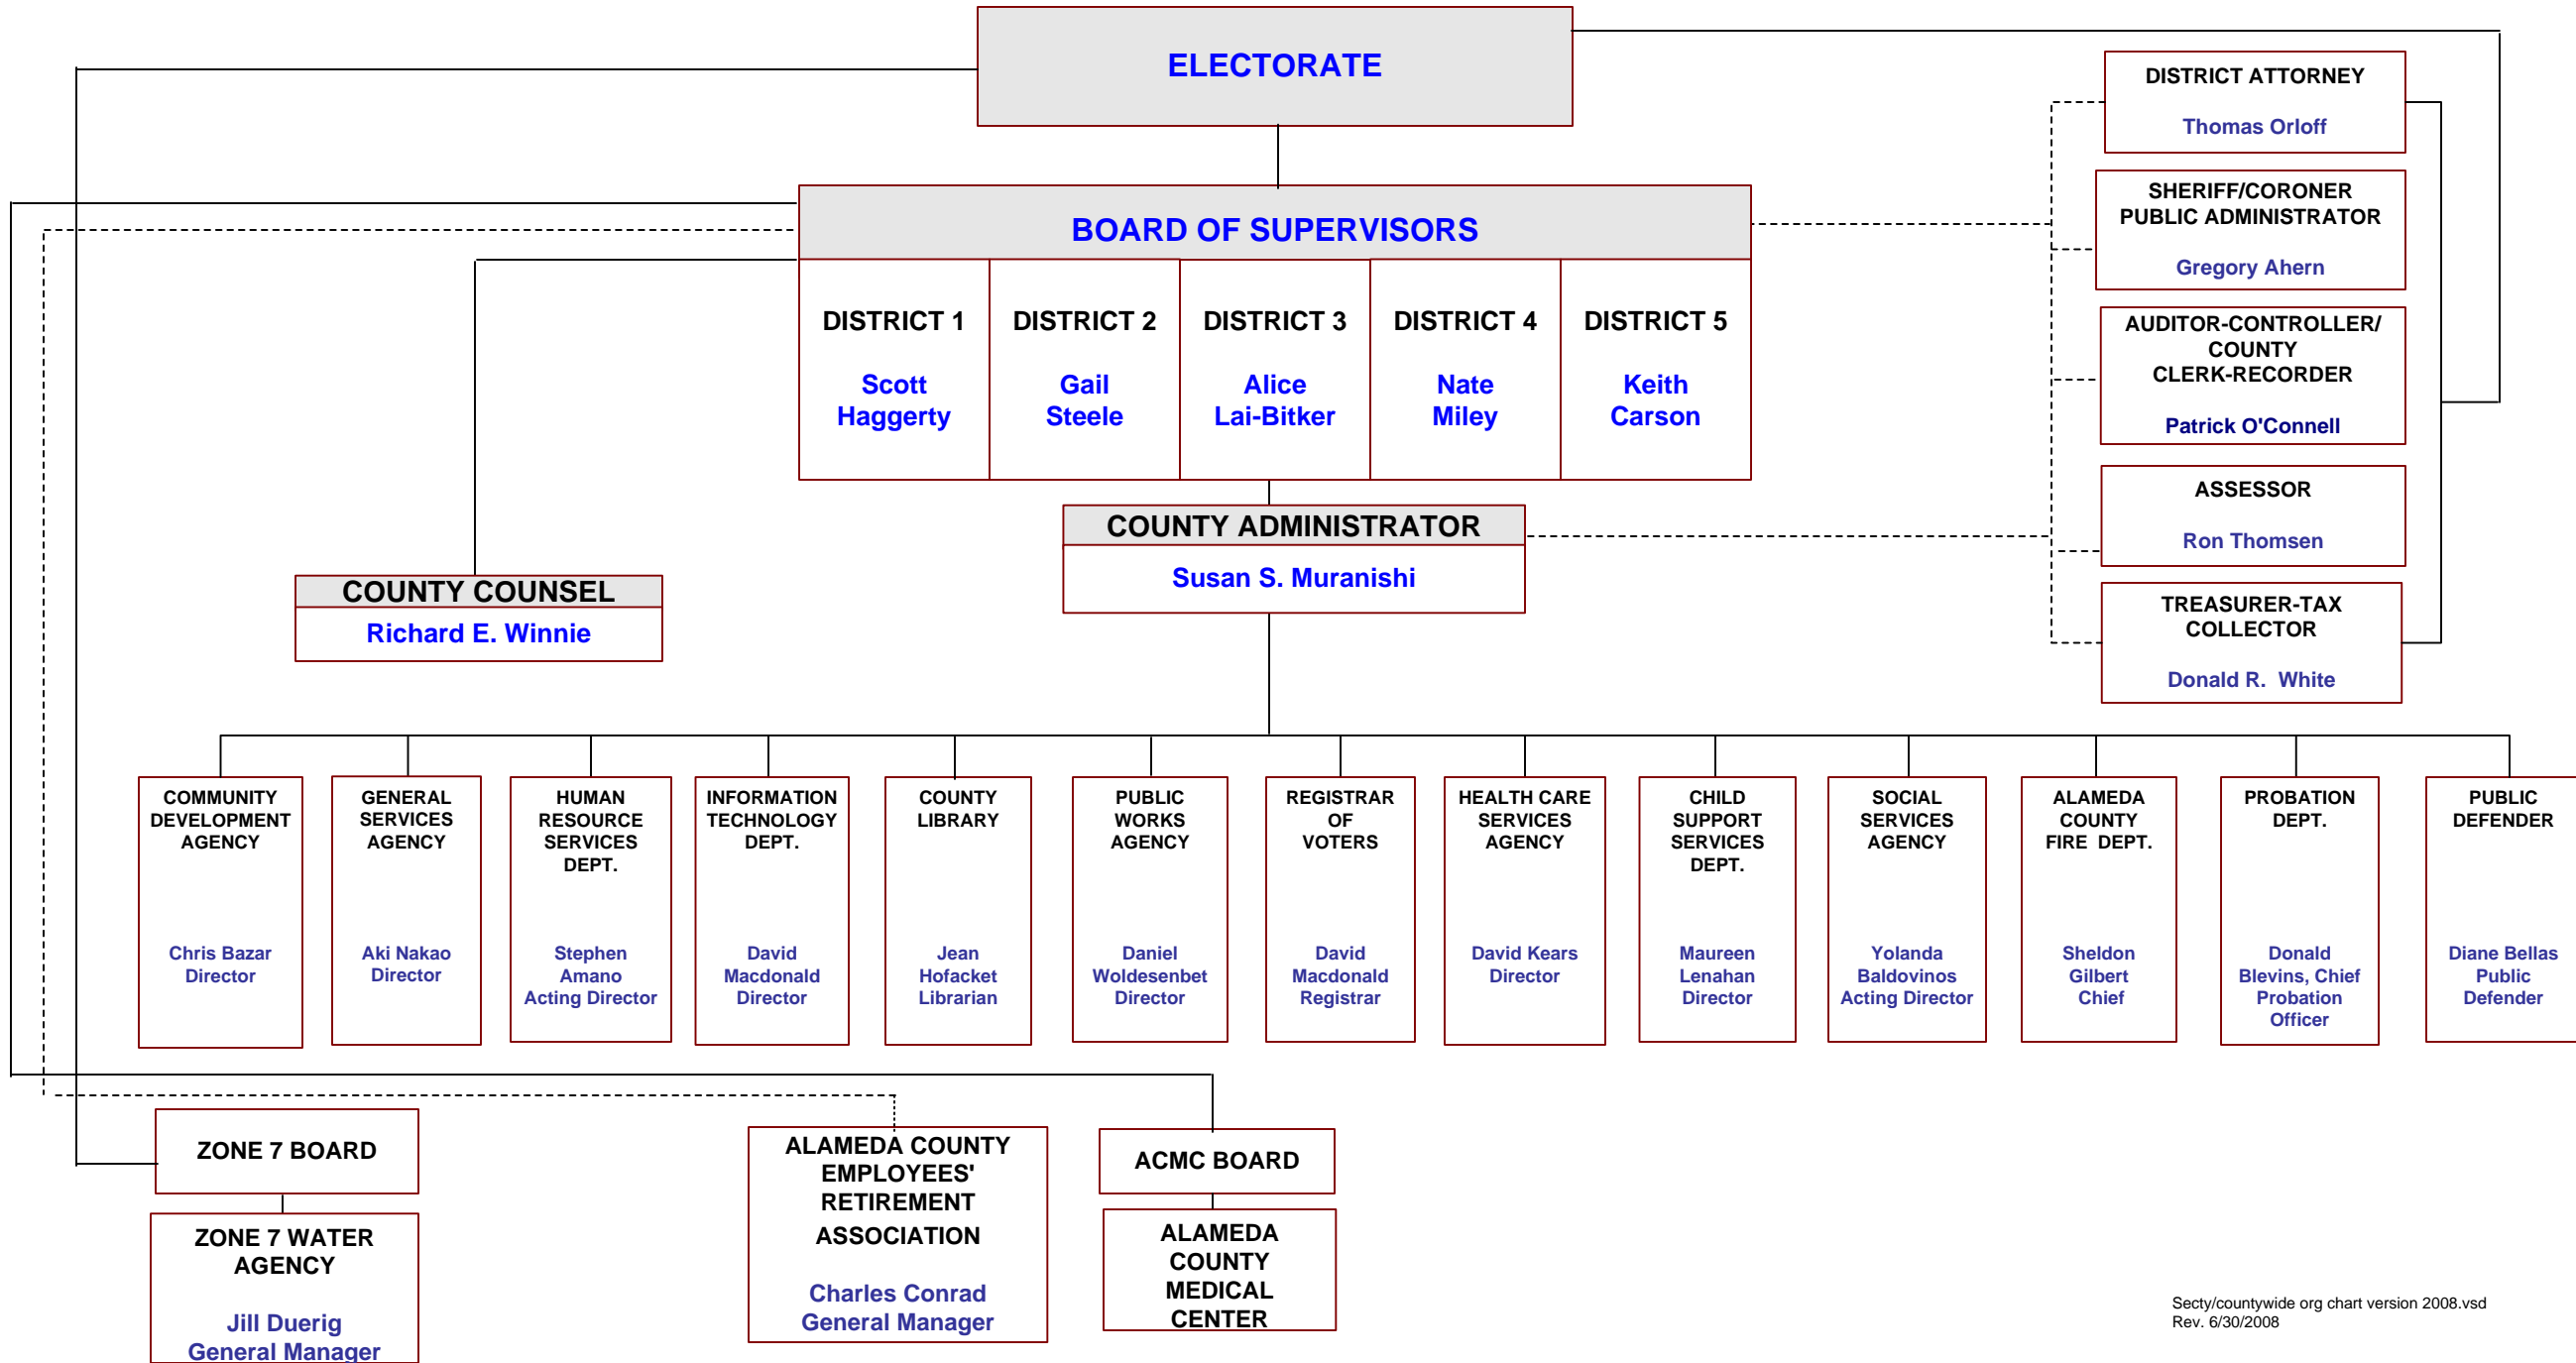 ELECTORATE
BOARD OF SUPERVISORS
DISTRICT 1
Scott
Haggerty
DISTRICT 2
Gail
Steele
DISTRICT 3
Alice
Lai-Bitker
DISTRICT 4
Nate
Miley
DISTRICT 5
Keith
Carson
DISTRICT ATTORNEY
Thomas Orloff
SHERIFF/CORONER
PUBLIC ADMINISTRATOR
Gregory Ahern
AUDITOR-CONTROLLER/
COUNTY
CLERK-RECORDER
Patrick O'Connell
ASSESSOR
Ron Thomsen
TREASURER-TAX
COLLECTOR
Donald R. White
COUNTY ADMINISTRATOR
Susan S. Muranishi
COUNTY COUNSEL
Richard E. Winnie
COMMUNITY
DEVELOPMENT
AGENCY
Chris Bazar
Director
GENERAL
SERVICES
AGENCY
Aki Nakao
Director
HUMAN
RESOURCE
SERVICES
DEPT.
Stephen
Amano
Acting Director
INFORMATION
TECHNOLOGY
DEPT.
David
Macdonald
Director
COUNTY
LIBRARY
Jean
Hofacket
Librarian
PUBLIC
WORKS
AGENCY
Daniel
Woldesenbet
Director
REGISTRAR
OF
VOTERS
David
Macdonald
Registrar
HEALTH CARE
SERVICES
AGENCY
David Kears
Director
CHILD
SUPPORT
SERVICES
DEPT.
Maureen
Lenahan
Director
SOCIAL
SERVICES
AGENCY
Yolanda
Baldovinos
Acting Director
ALAMEDA
COUNTY
FIRE DEPT.
Sheldon
Gilbert
Chief
PROBATION
DEPT.
Donald
Blevins, Chief
Probation
Officer
PUBLIC
DEFENDER
Diane Bellas
Public
Defender
ZONE 7 BOARD
ZONE 7 WATER
AGENCY
Jill Duerig
General Manager
ALAMEDA COUNTY
EMPLOYEES'
RETIREMENT
ASSOCIATION
Charles Conrad
General Manager
ACMC BOARD
ALAMEDA
COUNTY
MEDICAL
CENTER
Secty/countywide org chart version 2008.vsd
Rev. 6/30/2008